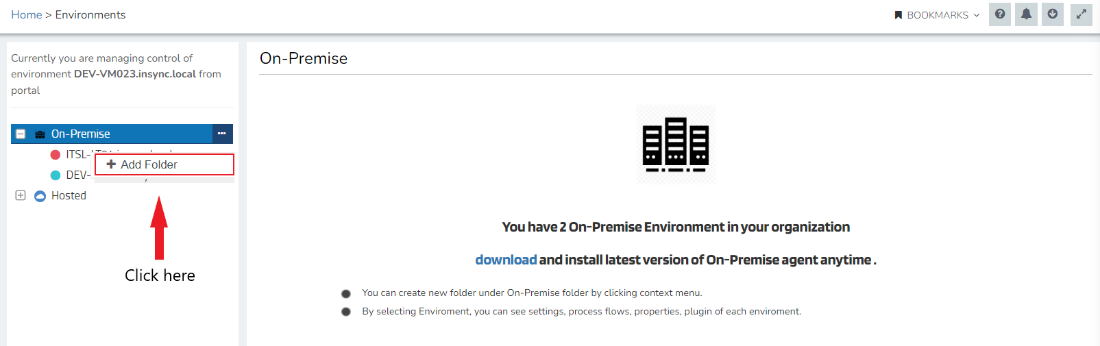 Home > Environments
BOOKMARKS
Currently you are managing control of
environment DEV-VM023.insync.local from
portal
On-Premise
ITSL-
Add Folder
DEV-
Hosted
Click here
On-Premise
You have 2 On-Premise Environment in your organization
download and install latest version of On-Premise agent anytime .
You can create new folder under On-Premise folder by clicking context menu.
By selecting Enviroment, you can see settings, process flows, properties, plugin of each enviroment.